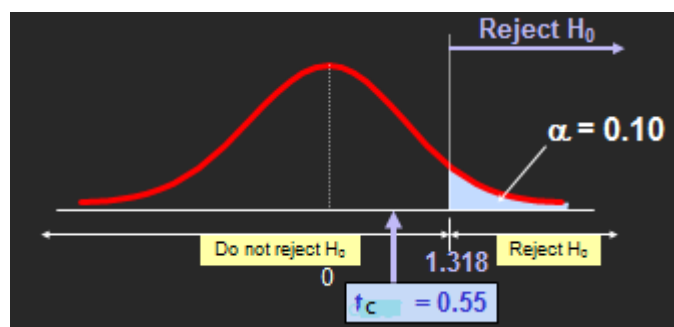 Reject H₀
α = 0.10
Do not reject H₀
Reject H₀
0
1.318
tc = 0.55